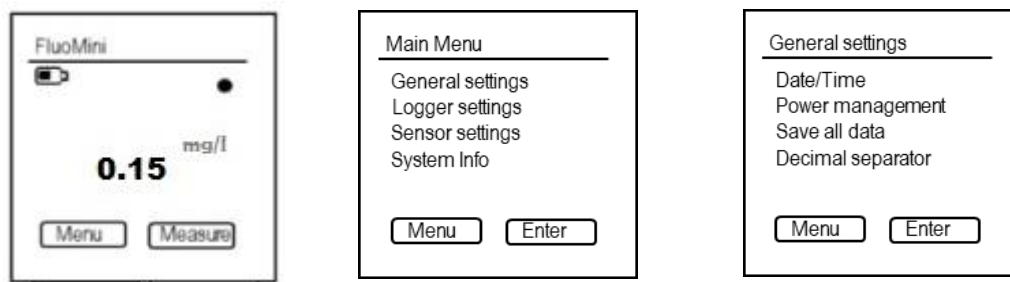 FluoMini
mg/l
0.15
Menu Measure
Main Menu
General settings
Logger settings
Sensor settings
System Info
Menu Enter
General settings
Date/Time
Power management
Save all data
Decimal separator
Menu Enter